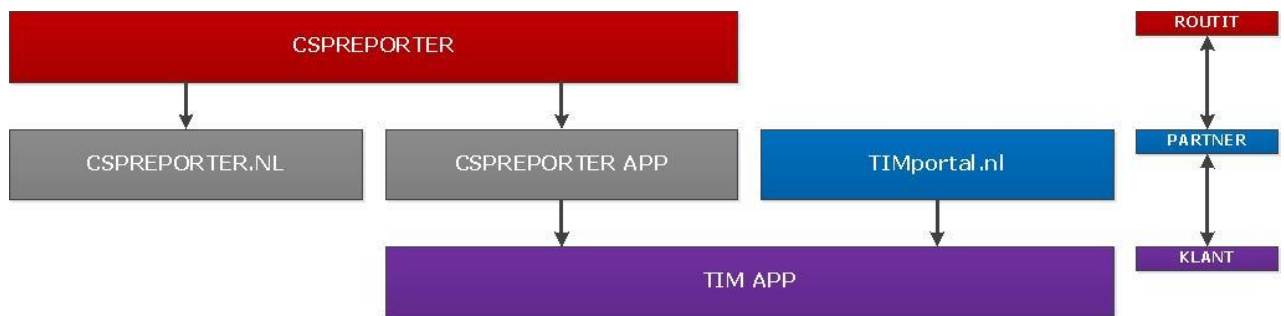 CSPREPORTER
ROUTIT
CSPREPORTER.NL
CSPREPORTER APP
TIMportal.nl
PARTNER
TIM APP
KLANT